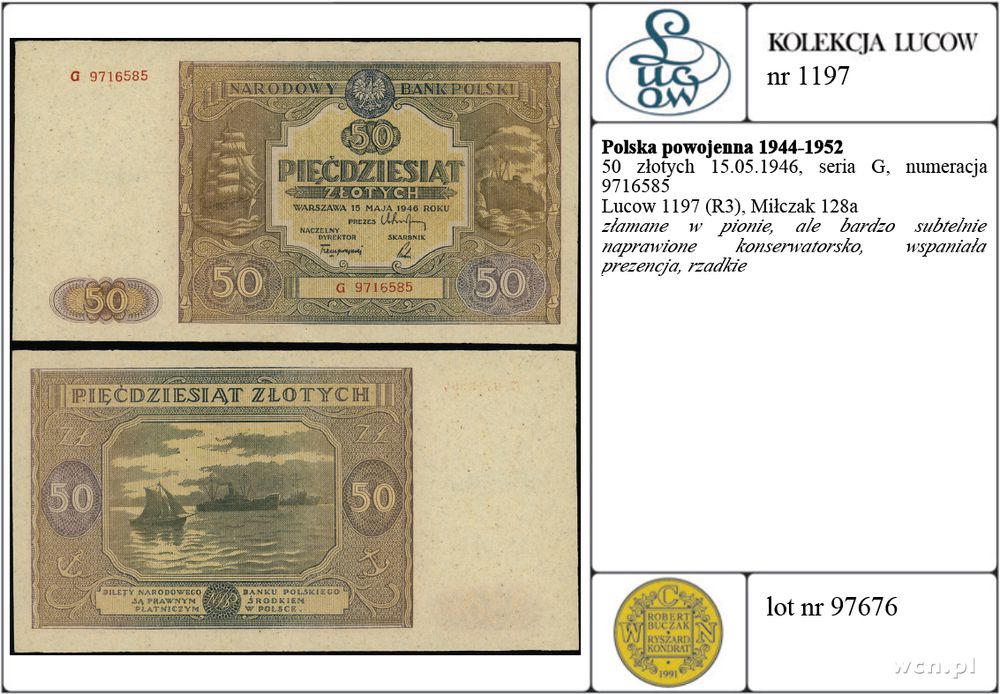 G 9716585
NARODOWY BANK POLSKI
50
PIĘĆDZIESIĄT
ZŁOTYCH
WARSZAWA 15 MAJA 1946 ROKU
PREZES
NACZELNY DYREKTOR
SKARBNIK
50
G 9716585
50
50
PIĘĆDZIESIĄT ZŁOTYCH
ZŁ ZŁ
50 50
BILETY NARODOWEGO BANKU POLSKIEGO
SĄ PRAWNYM ŚRODKIEM
PŁATNICZYM W POLSCE.
LUCOW
KOLEKCJA LUCOW
nr 1197
Polska powojenna 1944-1952
50 złotych 15.05.1946, seria G, numeracja
9716585
Lucow 1197 (R3), Miłczak 128a
złamane w pionie, ale bardzo subtelnie
naprawione konserwatorsko, wspaniała
prezencja, rzadkie
W C N
ROBERT
BUCZAK
RYSZARD
KONDRAT
1991
lot nr 97676
wcn.pl